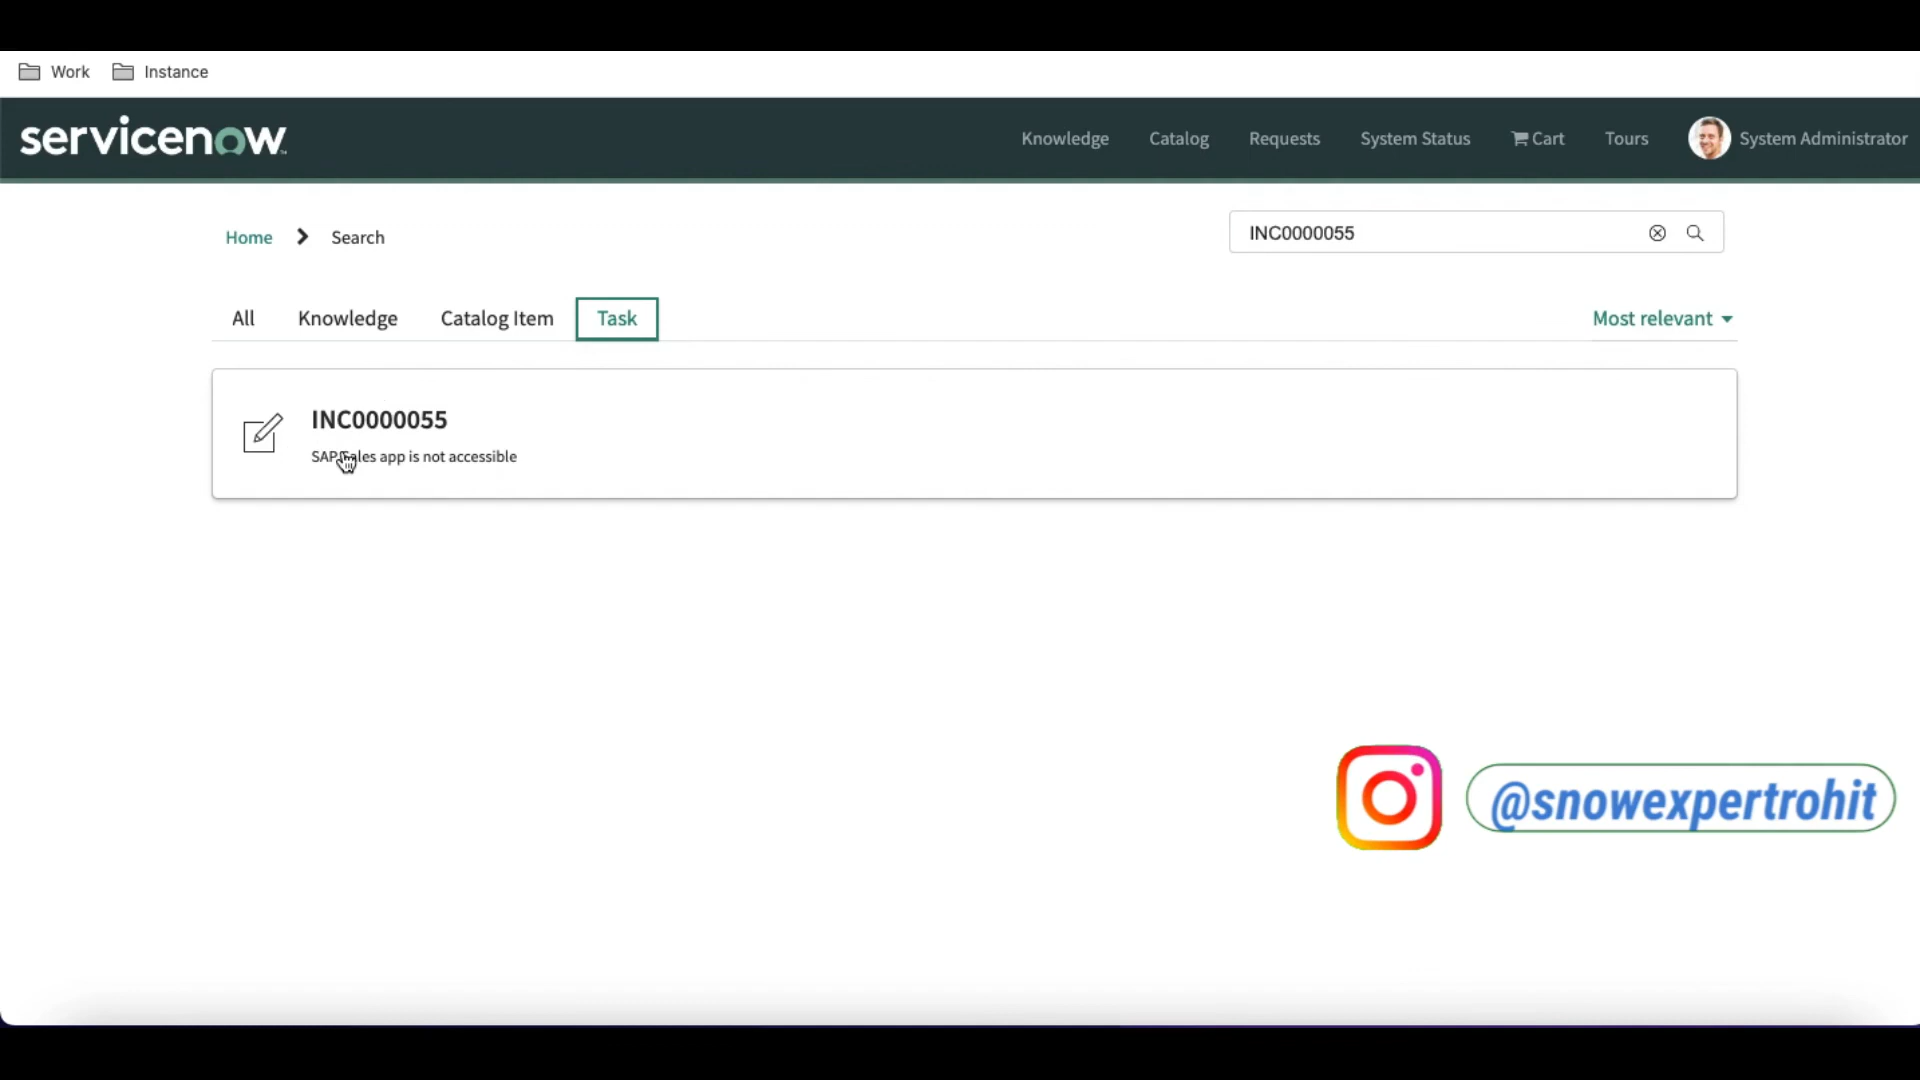 Work Instance
servicenow
Knowledge Catalog Requests System Status Cart Tours System Administrator
Home Search
INC0000055
All Knowledge Catalog Item Task Most relevant
INC0000055
SAP Sales app is not accessible
@snowexpertrohit